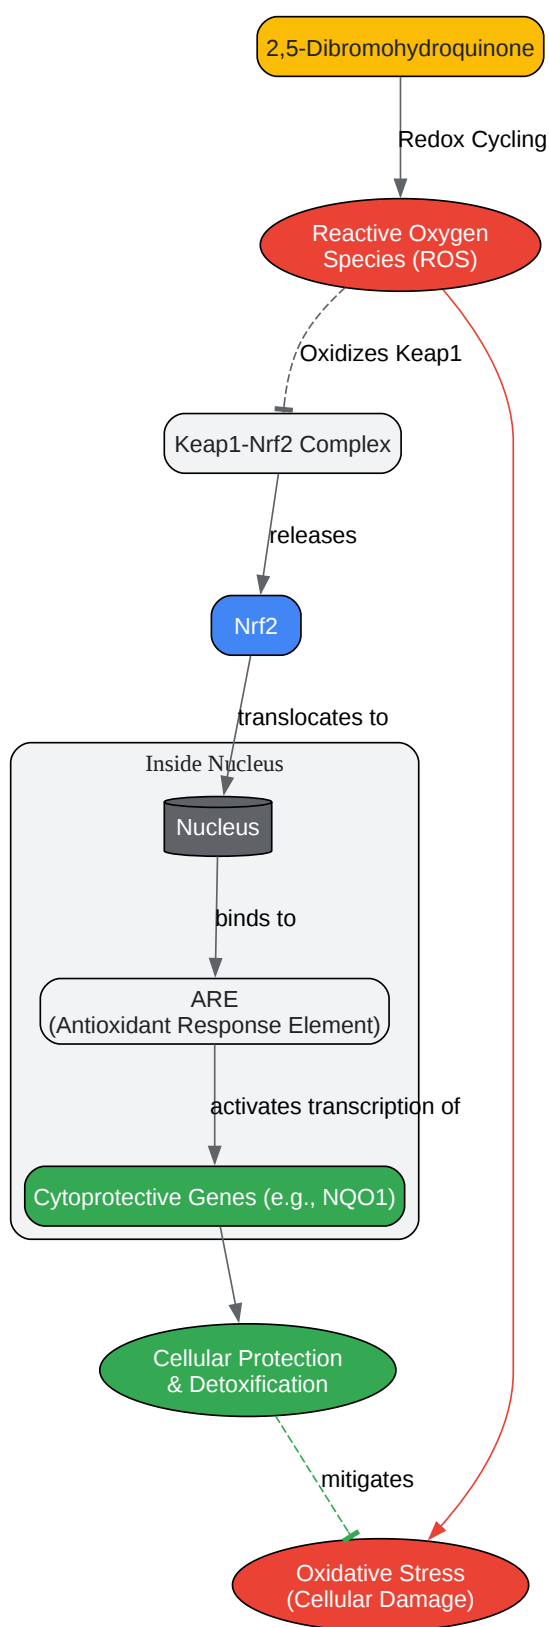 2,5-Dibromohydroquinone
Redox Cycling
Reactive Oxygen
Species (ROS)
Oxidizes Keap1
Keap1-Nrf2 Complex
releases
Nrf2
translocates to
Inside Nucleus
Nucleus
binds to
ARE
(Antioxidant Response Element)
activates transcription of
Cytoprotective Genes (e.g., NQO1)
Cellular Protection
& Detoxification
mitigates
Oxidative Stress
(Cellular Damage)